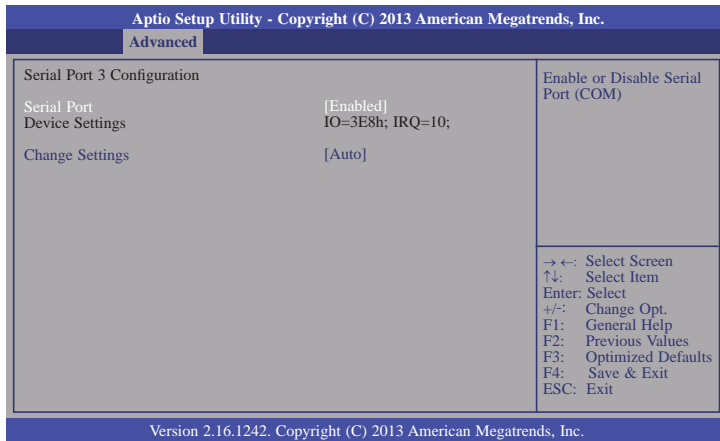 Aptio Setup Utility - Copyright (C) 2013 American Megatrends, Inc.
Advanced
Serial Port 3 Configuration
Serial Port [Enabled]
Device Settings IO=3E8h; IRQ=10;
Change Settings [Auto]
Enable or Disable Serial
Port (COM)
→ ←: Select Screen
↑↓: Select Item
Enter: Select
+/-: Change Opt.
F1: General Help
F2: Previous Values
F3: Optimized Defaults
F4: Save & Exit
ESC: Exit
Version 2.16.1242. Copyright (C) 2013 American Megatrends, Inc.